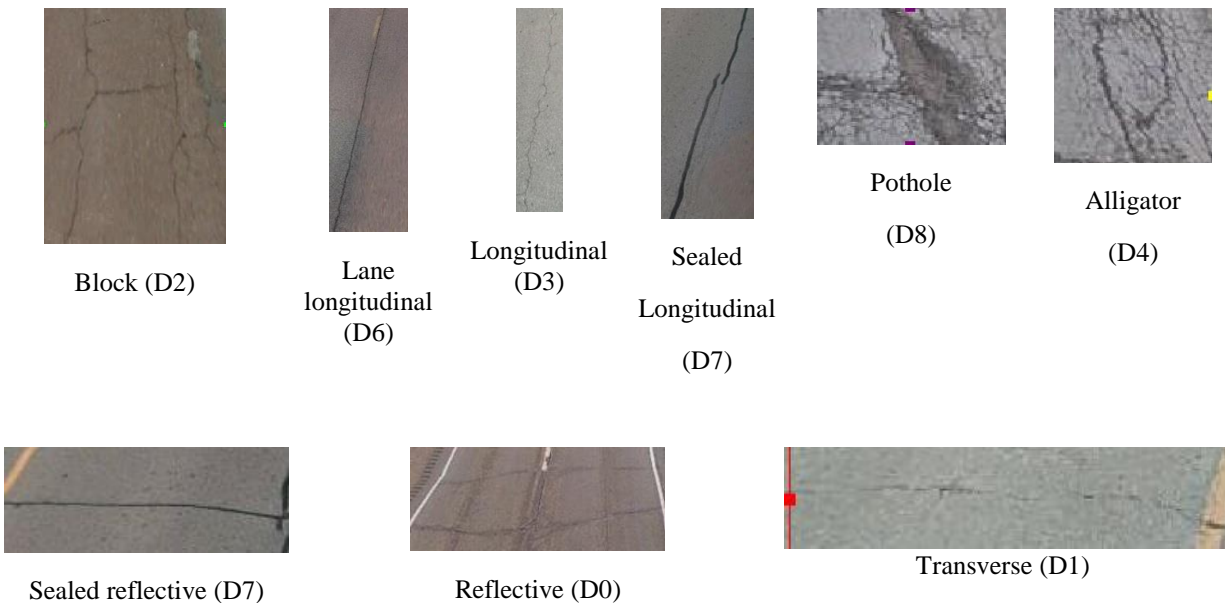 Block (D2)
Lane
longitudinal
(D6)
Longitudinal
(D3)
Sealed
Longitudinal
(D7)
Pothole
(D8)
Alligator
(D4)
Sealed reflective (D7)
Reflective (D0)
Transverse (D1)